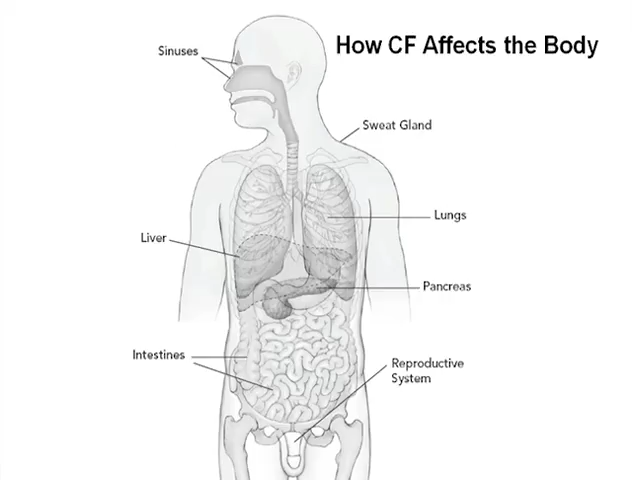 How CF Affects the Body
Sinuses
Sweat Gland
Lungs
Liver
Pancreas
Intestines
Reproductive
System